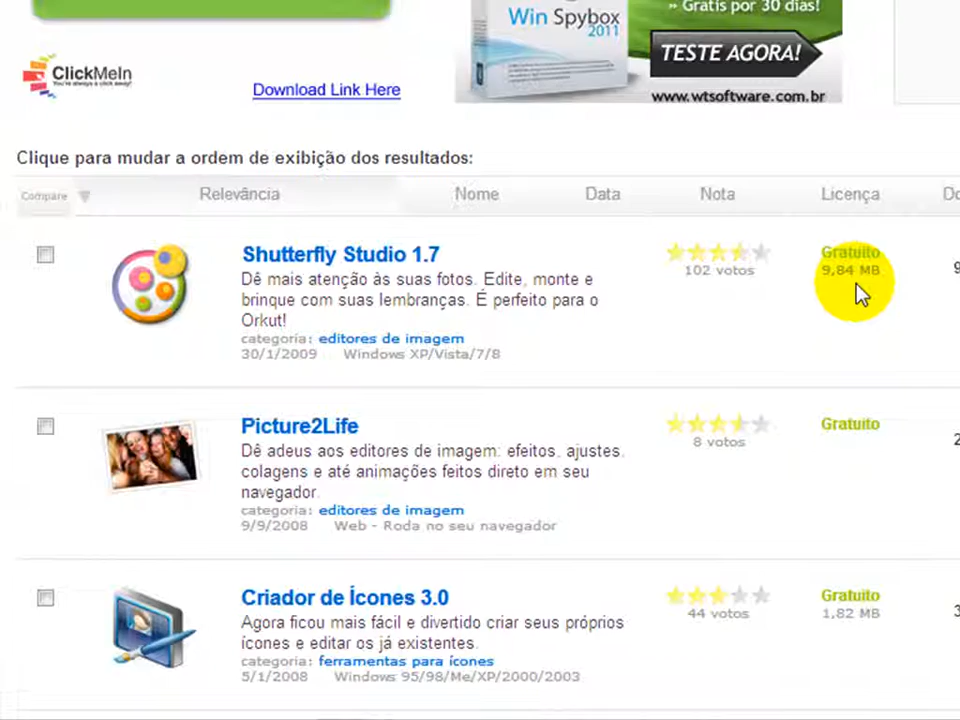 Win Spybox
2011
» Gratis por 30 dias!
TESTE AGORA!
www.wtsoftware.com.br
ClickMeIn
You're always a click away!
Download Link Here
Clique para mudar a ordem de exibição dos resultados:
Compare Relevância Nome Data Nota Licença
Shutterfly Studio 1.7
Dê mais atenção às suas fotos. Edite, monte e
brinque com suas lembranças. É perfeito para o
Orkut!
categoria: editores de imagem
30/1/2009 Windows XP/Vista/7/8
102 votos
Gratuito
9,84 MB
Picture2Life
Dê adeus aos editores de imagem: efeitos, ajustes,
colagens e até animações feitos direto em seu
navegador.
categoria: editores de imagem
9/9/2008 Web - Roda no seu navegador
8 votos
Gratuito
Criador de Ícones 3.0
Agora ficou mais fácil e divertido criar seus próprios
ícones e editar os já existentes.
categoria: ferramentas para ícones
5/1/2008 Windows 95/98/Me/XP/2000/2003
44 votos
Gratuito
1,82 MB